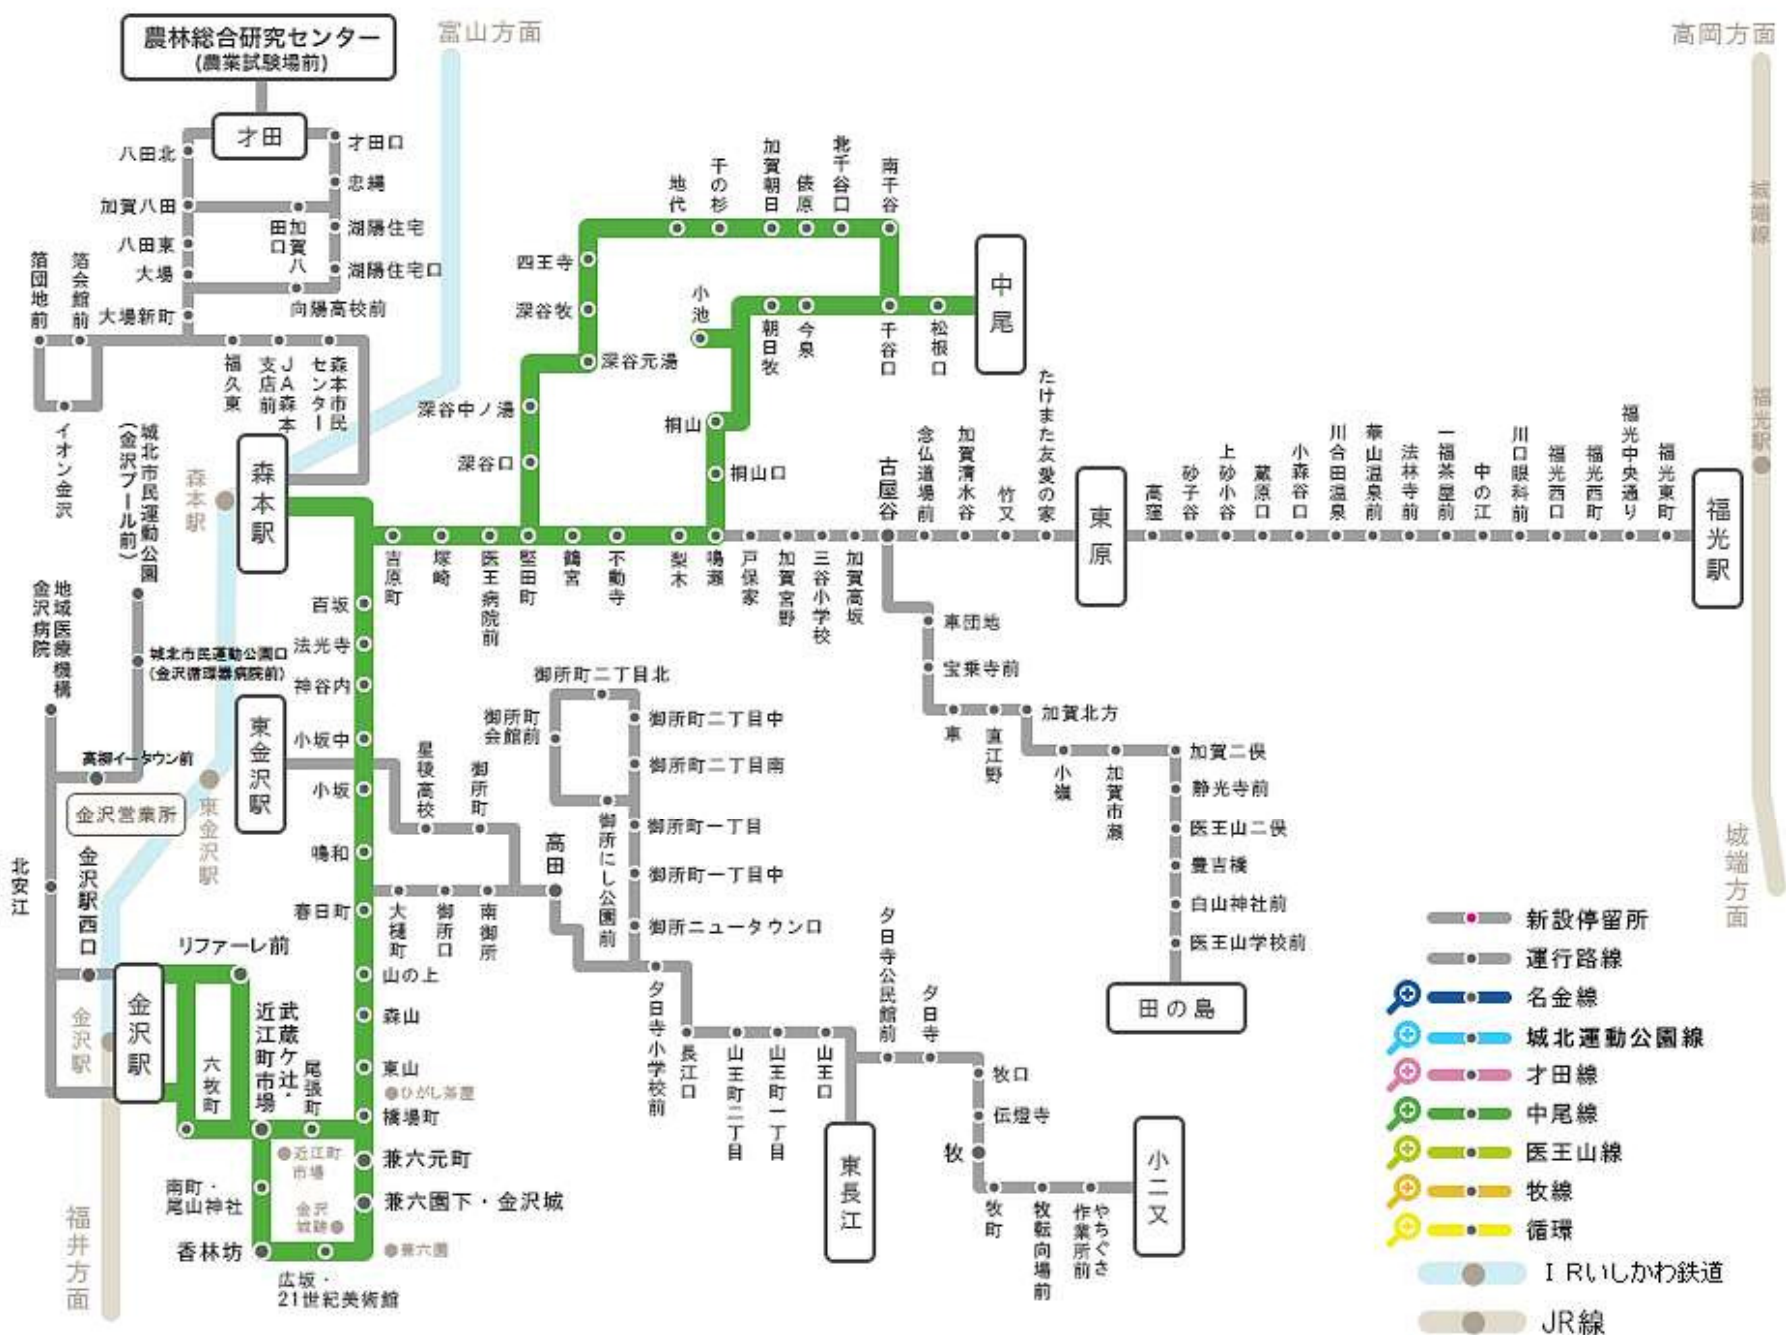 農林総合研究センター
(農業試験場前)
富山方面
高岡方面
才田
八田北
才田口
忠縄
加賀八田
加賀八
田口
湖陽住宅
八田東
大場
湖陽住宅口
向陽高校前
大場新町
箔団地前
箔会館前
イオン金沢
福久東
JA森本
支店前
森本市民
センター
城端線
福光駅
城端方面
地代
千の杉
加賀朝日
俵原
北千谷口
南千谷
四王寺
深谷牧
深谷元湯
深谷中ノ湯
深谷口
小池
朝日牧
今泉
千谷口
松根口
中尾
桐山
桐山口
城北市民運動公園
(金沢プール前)
森本駅
森本駅
吉原町
塚崎
医王病院前
堅田町
鶴宮
不動寺
梨木
鳴瀬
戸保家
加賀宮野
三谷小学校
加賀高坂
古屋谷
念仏道場前
加賀清水谷
竹又
たけまた友愛の家
東原
高窪
砂子谷
上砂小谷
蔵原口
小森谷口
川合田温泉
華山温泉前
法林寺前
一福茶屋前
中の江
川口眼科前
福光西口
福光西町
福光中央通り
福光東町
福光駅
地域医療機構
金沢病院
城北市民運動公園口
(金沢循環器病院前)
高柳イータウン前
金沢営業所
北安江
金沢駅西口
東金沢駅
東金沢駅
百坂
法光寺
神谷内
小坂中
小坂
鳴和
春日町
山の上
森山
東山
ひがし茶屋
橋場町
兼六元町
兼六園下・金沢城
兼六園
星稜高校
御所町
大樋町
御所口
南御所
高田
御所町二丁目北
御所町
会館前
御所町二丁目中
御所町二丁目南
御所にし公園前
御所町一丁目
御所町一丁目中
御所ニュータウン口
夕日寺小学校前
長江口
山王町二丁目
山王町一丁目
山王口
東長江
夕日寺公民館前
夕日寺
牧口
伝燈寺
牧
牧町
牧転向場前
やちぐさ
作業所前
小二又
車団地
宝乗寺前
車
直江野
加賀北方
小嶺
加賀市瀬
加賀二俣
静光寺前
医王山二俣
豊吉橋
白山神社前
医王山学校前
田の島
リファーレ前
金沢駅
金沢駅
六枚町
武蔵ケ辻・
近江町市場
尾張町
近江町
市場
南町・
尾山神社
金沢
城跡
香林坊
広坂・
21世紀美術館
福井方面
新設停留所
運行路線
名金線
城北運動公園線
才田線
中尾線
医王山線
牧線
循環
IRいしかわ鉄道
JR線